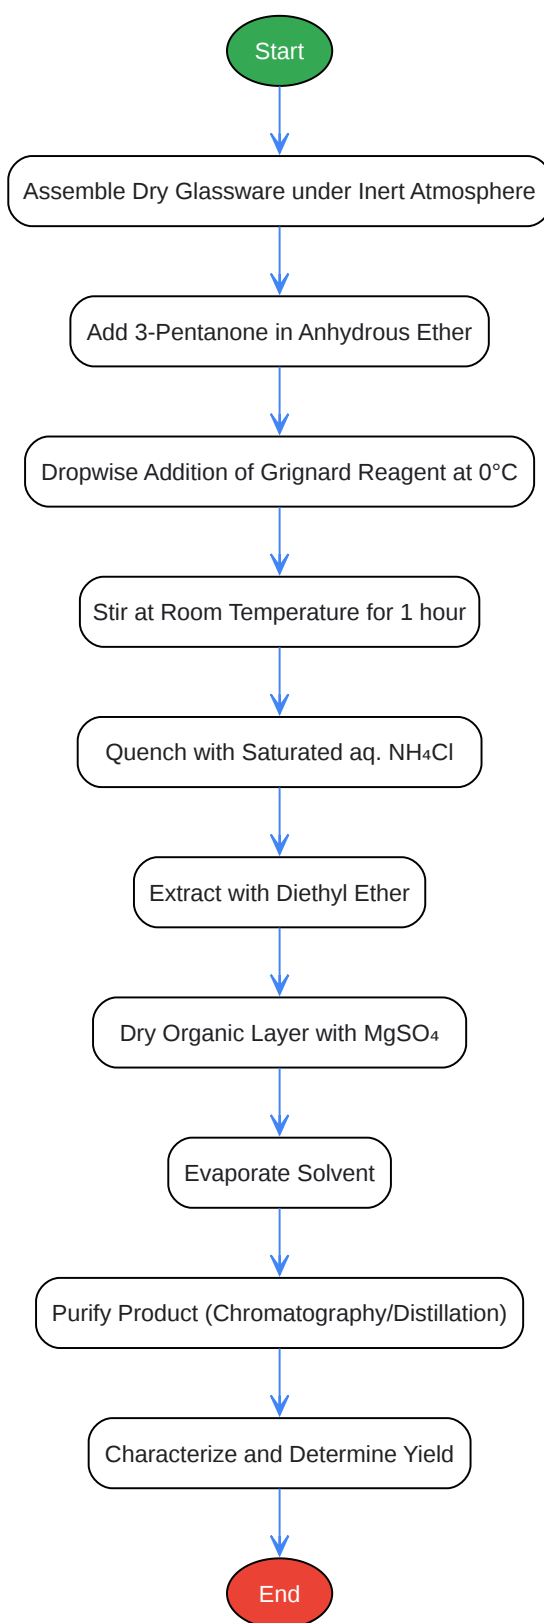 Start
Assemble Dry Glassware under Inert Atmosphere
Add 3-Pentanone in Anhydrous Ether
Dropwise Addition of Grignard Reagent at 0°C
Stir at Room Temperature for 1 hour
Quench with Saturated aq. NH₄Cl
Extract with Diethyl Ether
Dry Organic Layer with MgSO₄
Evaporate Solvent
Purify Product (Chromatography/Distillation)
Characterize and Determine Yield
End